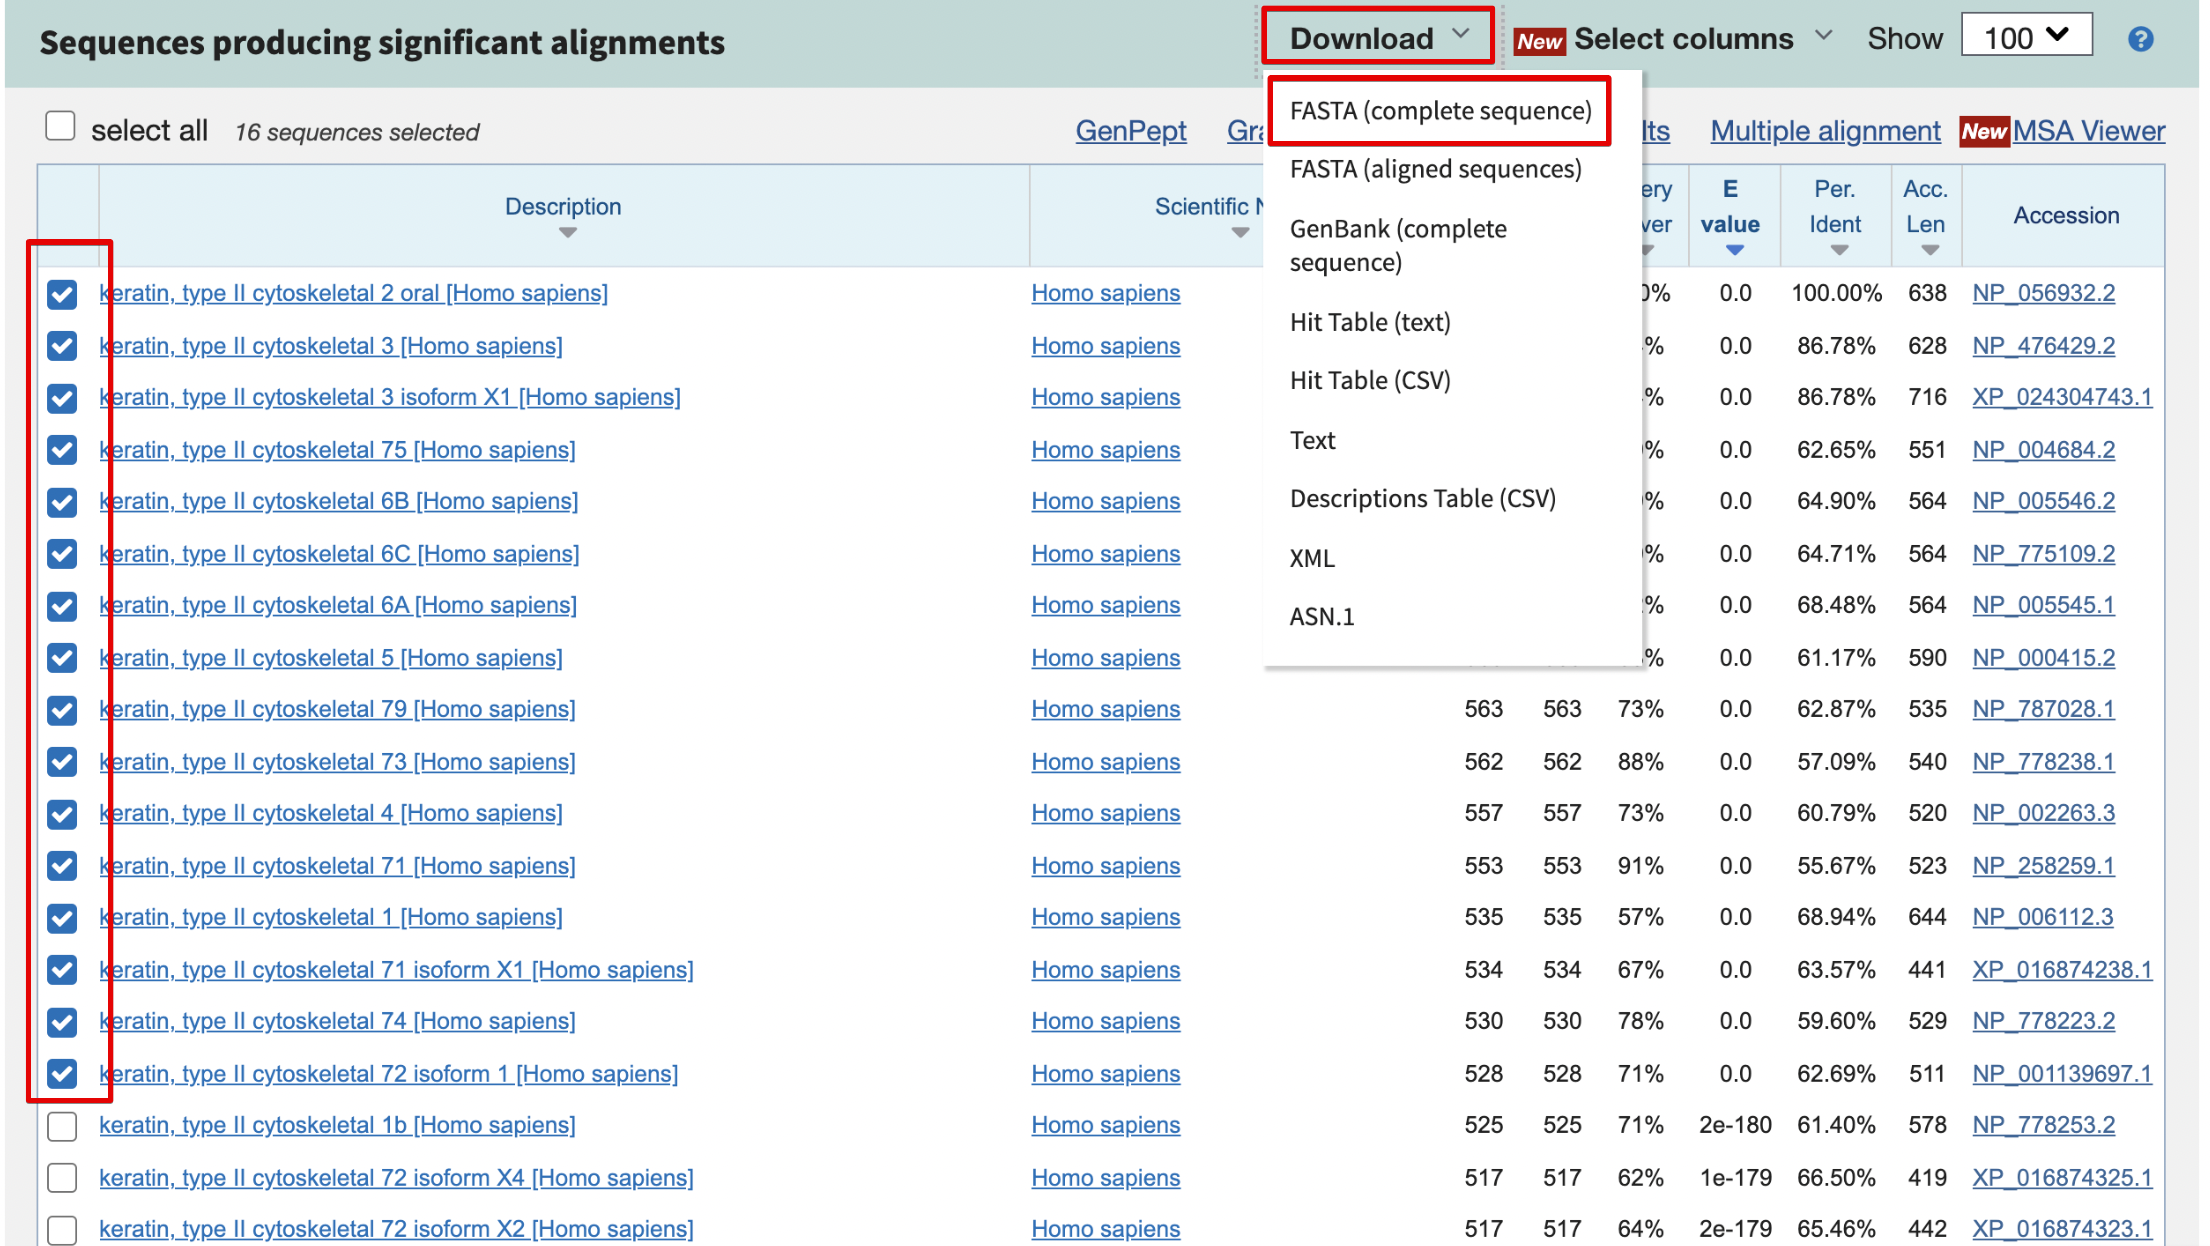 Sequences producing significant alignments Download New Select columns Show 100 ?
select all 16 sequences selected GenPept Multiple alignment New MSA Viewer
FASTA (complete sequence)
FASTA (aligned sequences)
GenBank (complete
sequence)
Hit Table (text)
Hit Table (CSV)
Text
Descriptions Table (CSV)
XML
ASN.1
Description Scientific E value Per. Ident Acc. Len Accession
keratin, type II cytoskeletal 2 oral [Homo sapiens] Homo sapiens 0.0 100.00% 638 NP_056932.2
keratin, type II cytoskeletal 3 [Homo sapiens] Homo sapiens 0.0 86.78% 628 NP_476429.2
keratin, type II cytoskeletal 3 isoform X1 [Homo sapiens] Homo sapiens 0.0 86.78% 716 XP_024304743.1
keratin, type II cytoskeletal 75 [Homo sapiens] Homo sapiens 0.0 62.65% 551 NP_004684.2
keratin, type II cytoskeletal 6B [Homo sapiens] Homo sapiens 0.0 64.90% 564 NP_005546.2
keratin, type II cytoskeletal 6C [Homo sapiens] Homo sapiens 0.0 64.71% 564 NP_775109.2
keratin, type II cytoskeletal 6A [Homo sapiens] Homo sapiens 0.0 68.48% 564 NP_005545.1
keratin, type II cytoskeletal 5 [Homo sapiens] Homo sapiens 0.0 61.17% 590 NP_000415.2
keratin, type II cytoskeletal 79 [Homo sapiens] Homo sapiens 563 563 73% 0.0 62.87% 535 NP_787028.1
keratin, type II cytoskeletal 73 [Homo sapiens] Homo sapiens 562 562 88% 0.0 57.09% 540 NP_778238.1
keratin, type II cytoskeletal 4 [Homo sapiens] Homo sapiens 557 557 73% 0.0 60.79% 520 NP_002263.3
keratin, type II cytoskeletal 71 [Homo sapiens] Homo sapiens 553 553 91% 0.0 55.67% 523 NP_258259.1
keratin, type II cytoskeletal 1 [Homo sapiens] Homo sapiens 535 535 57% 0.0 68.94% 644 NP_006112.3
keratin, type II cytoskeletal 71 isoform X1 [Homo sapiens] Homo sapiens 534 534 67% 0.0 63.57% 441 XP_016874238.1
keratin, type II cytoskeletal 74 [Homo sapiens] Homo sapiens 530 530 78% 0.0 59.60% 529 NP_778223.2
keratin, type II cytoskeletal 72 isoform 1 [Homo sapiens] Homo sapiens 528 528 71% 0.0 62.69% 511 NP_001139697.1
keratin, type II cytoskeletal 1b [Homo sapiens] Homo sapiens 525 525 71% 2e-180 61.40% 578 NP_778253.2
keratin, type II cytoskeletal 72 isoform X4 [Homo sapiens] Homo sapiens 517 517 62% 1e-179 66.50% 419 XP_016874325.1
keratin, type II cytoskeletal 72 isoform X2 [Homo sapiens] Homo sapiens 517 517 64% 2e-179 65.46% 442 XP_016874323.1